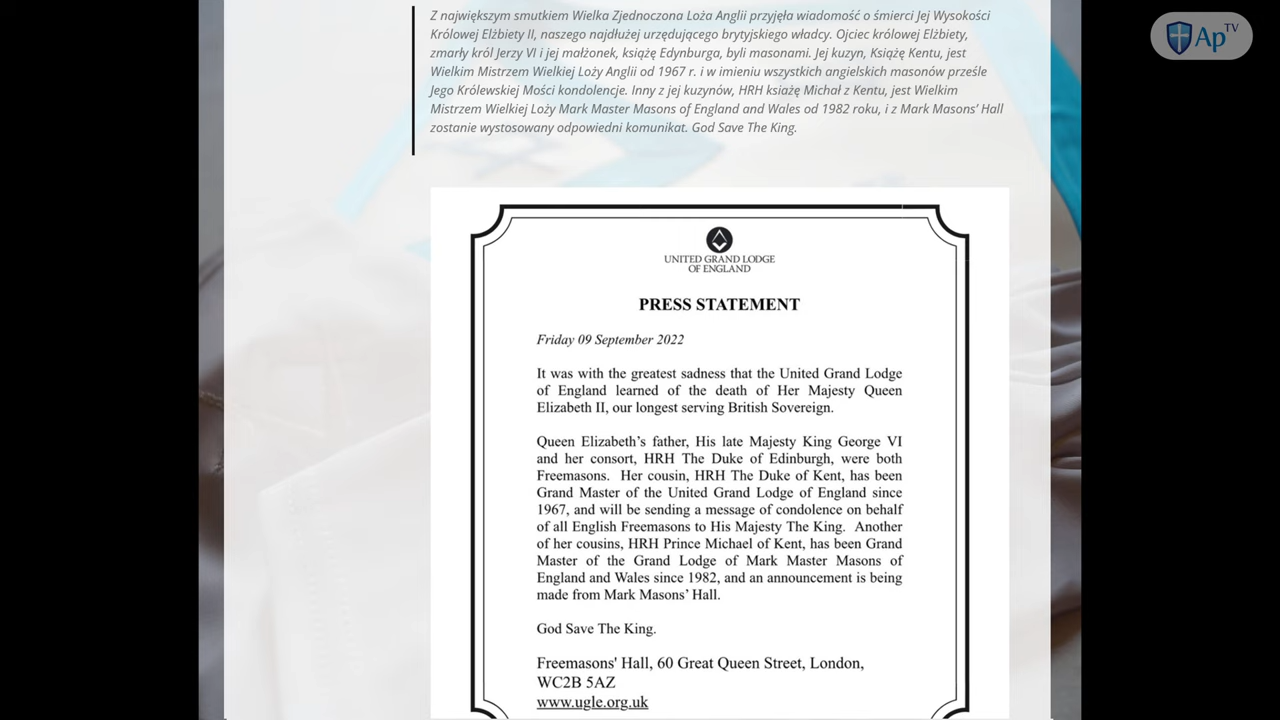 Z największym smutkiem Wielka Zjednoczona Loża Anglii przyjęła wiadomość o śmierci Jej Wysokości
Królowej Elżbiety II, naszego najdłużej urzędującego brytyjskiego władcy. Ojciec królowej Elżbiety,
zmarły król Jerzy VI i jej małżonek, książę Edynburga, byli masonami. Jej kuzyn, Książę Kentu, jest
Wielkim Mistrzem Wielkiej Loży Anglii od 1967 r. i w imieniu wszystkich angielskich masonów prześle
Jego Królewskiej Mości kondolencje. Inny z jej kuzynów, HRH książę Michał z Kentu, jest Wielkim
Mistrzem Wielkiej Loży Mark Master Masons of England and Wales od 1982 roku, i z Mark Masons' Hall
zostanie wystosowany odpowiedni komunikat. God Save The King.
ApTV
UNITED GRAND LODGE
OF ENGLAND
PRESS STATEMENT
Friday 09 September 2022
It was with the greatest sadness that the United Grand Lodge
of England learned of the death of Her Majesty Queen
Elizabeth II, our longest serving British Sovereign.
Queen Elizabeth's father, His late Majesty King George VI
and her consort, HRH The Duke of Edinburgh, were both
Freemasons. Her cousin, HRH The Duke of Kent, has been
Grand Master of the United Grand Lodge of England since
1967, and will be sending a message of condolence on behalf
of all English Freemasons to His Majesty The King. Another
of her cousins, HRH Prince Michael of Kent, has been Grand
Master of the Grand Lodge of Mark Master Masons of
England and Wales since 1982, and an announcement is being
made from Mark Masons' Hall.
God Save The King.
Freemasons' Hall, 60 Great Queen Street, London,
WC2B 5AZ
www.ugle.org.uk